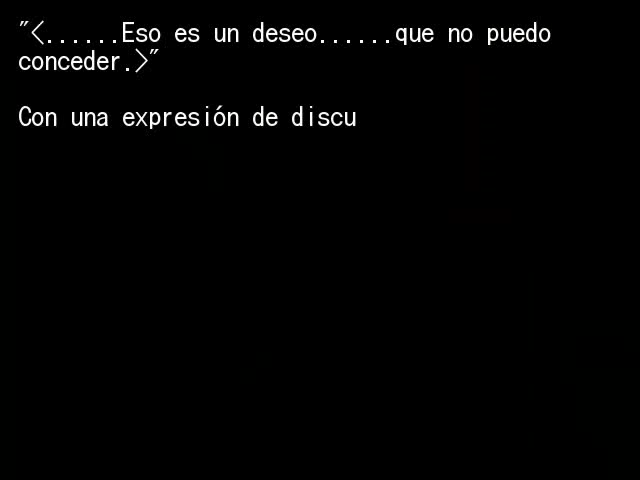 "<......Eso es un deseo......que no puedo
conceder.>"
Con una expresión de discu